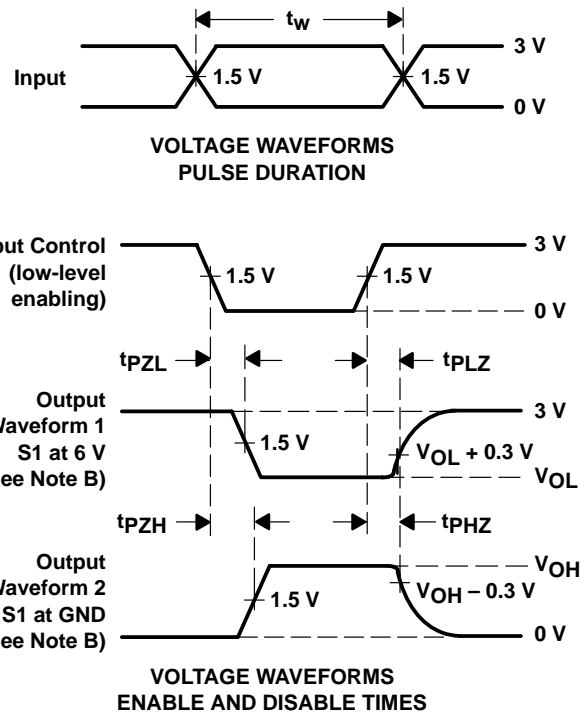 tw
3 V
Input
1.5 V
1.5 V
0 V
VOLTAGE WAVEFORMS
PULSE DURATION
put Control
(low-level
enabling)
3 V
1.5 V
1.5 V
0 V
tPZL
tPLZ
Output
Waveform 1
S1 at 6 V
ee Note B)
3 V
1.5 V
VOL + 0.3 V
VOL
tPZH
tPHZ
Output
Waveform 2
S1 at GND
ee Note B)
VOH
1.5 V
VOH – 0.3 V
0 V
VOLTAGE WAVEFORMS
ENABLE AND DISABLE TIMES